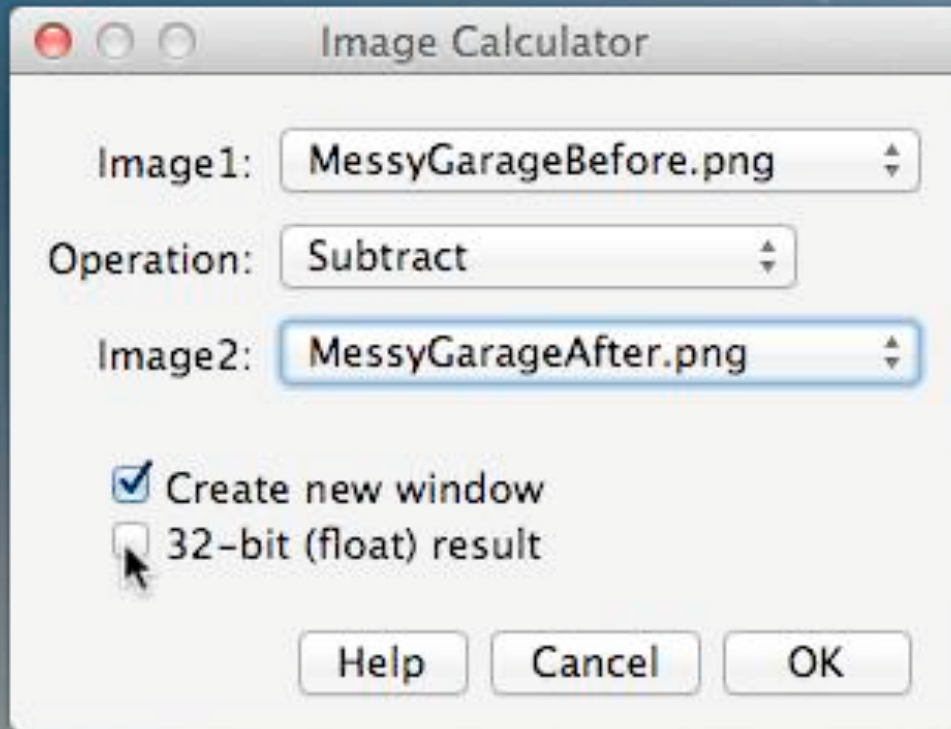 Image Calculator
Image1: MessyGarageBefore.png
Operation: Subtract
Image2: MessyGarageAfter.png
Create new window
32-bit (float) result
Help Cancel OK